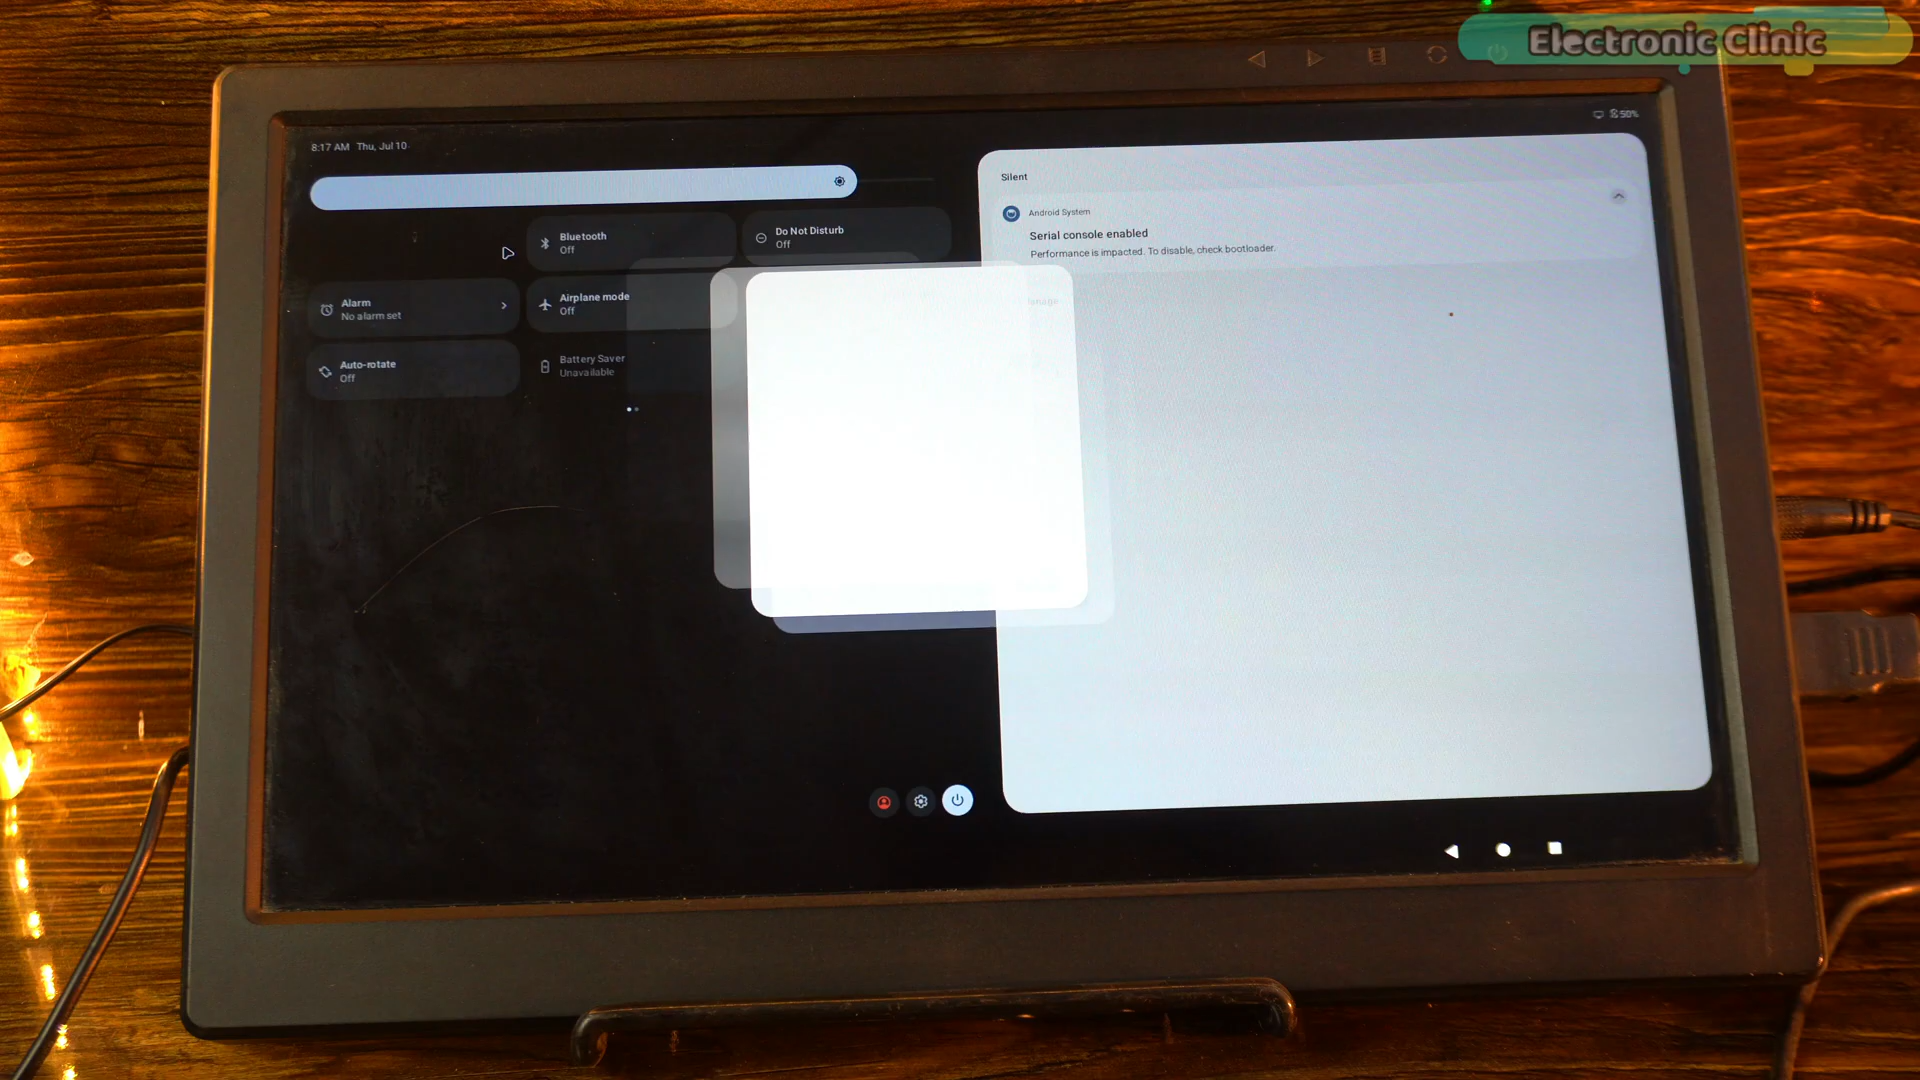 Electronic Clinic
50%
8:17 AM Thu, Jul 10
Silent
Android System
Serial console enabled
Performance is impacted. To disable, check bootloader.
Bluetooth
Off
Do Not Disturb
Off
Alarm
No alarm set
Airplane mode
Off
Auto-rotate
Off
Battery Saver
Unavailable